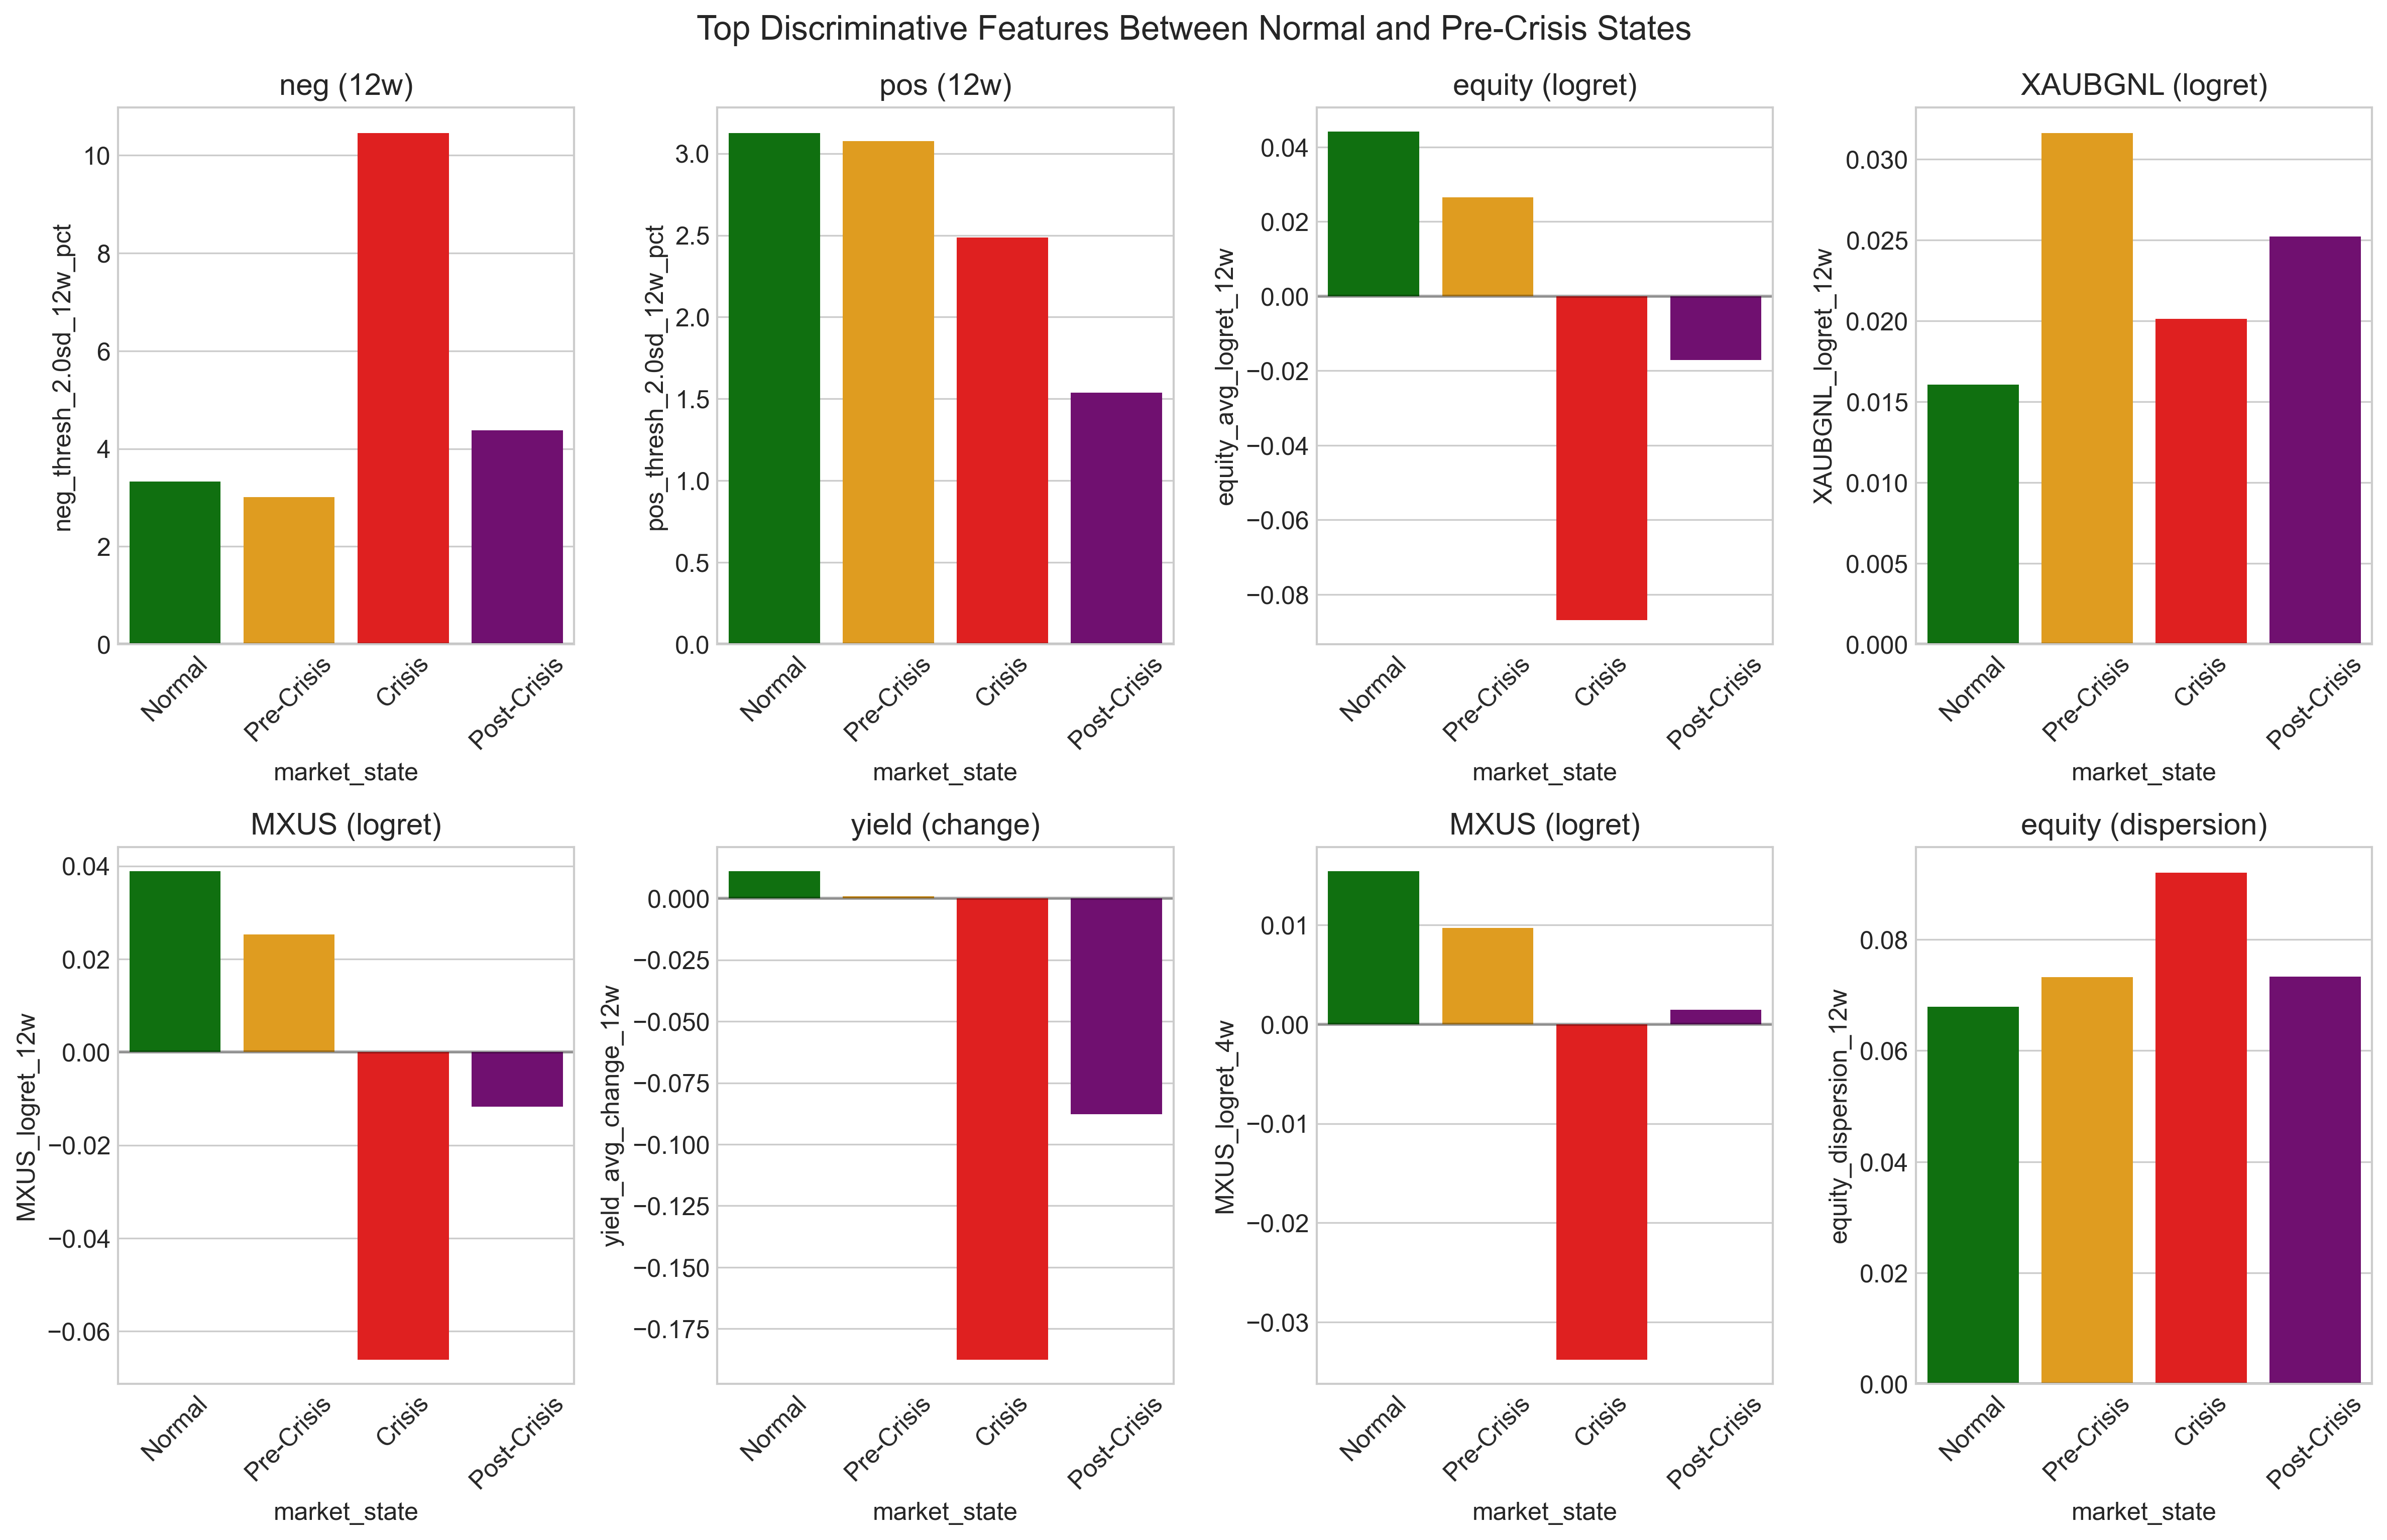 Top Discriminative Features Between Normal and Pre-Crisis States
neg (12w)
neg_thresh_2.0sd_12w_pct
10
8
6
4
2
0
Normal
Pre-Crisis
Crisis
Post-Crisis
market_state
pos (12w)
pos_thresh_2.0sd_12w_pct
3.0
2.5
2.0
1.5
1.0
0.5
0.0
Normal
Pre-Crisis
Crisis
Post-Crisis
market_state
equity (logret)
equity_avg_logret_12w
0.04
0.02
0.00
−0.02
−0.04
−0.06
−0.08
Normal
Pre-Crisis
Crisis
Post-Crisis
market_state
XAUBGNL (logret)
XAUBGNL_logret_12w
0.030
0.025
0.020
0.015
0.010
0.005
0.000
Normal
Pre-Crisis
Crisis
Post-Crisis
market_state
MXUS (logret)
MXUS_logret_12w
0.04
0.02
0.00
−0.02
−0.04
−0.06
Normal
Pre-Crisis
Crisis
Post-Crisis
market_state
yield (change)
yield_avg_change_12w
0.000
−0.025
−0.050
−0.075
−0.100
−0.125
−0.150
−0.175
Normal
Pre-Crisis
Crisis
Post-Crisis
market_state
MXUS (logret)
MXUS_logret_4w
0.01
0.00
−0.01
−0.02
−0.03
Normal
Pre-Crisis
Crisis
Post-Crisis
market_state
equity (dispersion)
equity_dispersion_12w
0.08
0.06
0.04
0.02
0.00
Normal
Pre-Crisis
Crisis
Post-Crisis
market_state